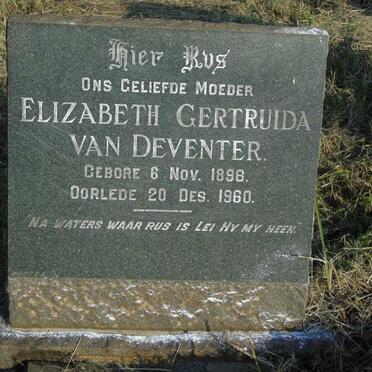 Hier Rus
ONS GELIEFDE MOEDER
ELIZABETH GERTRUIDA
VAN DEVENTER.
GEBORE 6 NOV. 1896.
OORLEDE 20 DES. 1960.
NA WATERS WAAR RUS IS LEI HY MY HEEN.